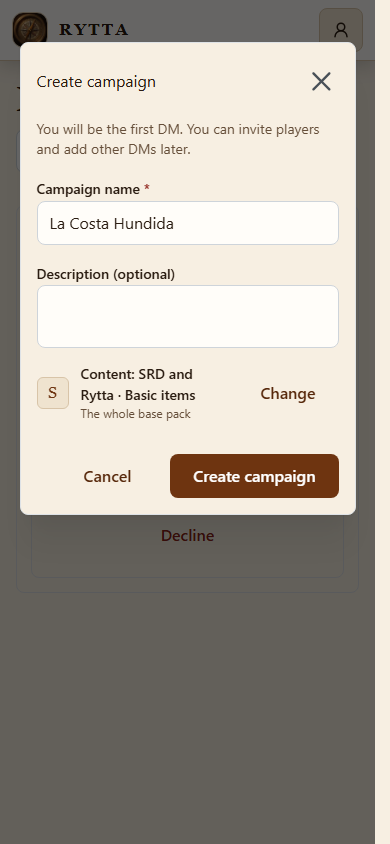 RYTTA
Create campaign
You will be the first DM. You can invite players
and add other DMs later.
Campaign name *
La Costa Hundida
Description (optional)
S
Content: SRD and
Rytta · Basic items
The whole base pack
Change
Cancel
Create campaign
Decline